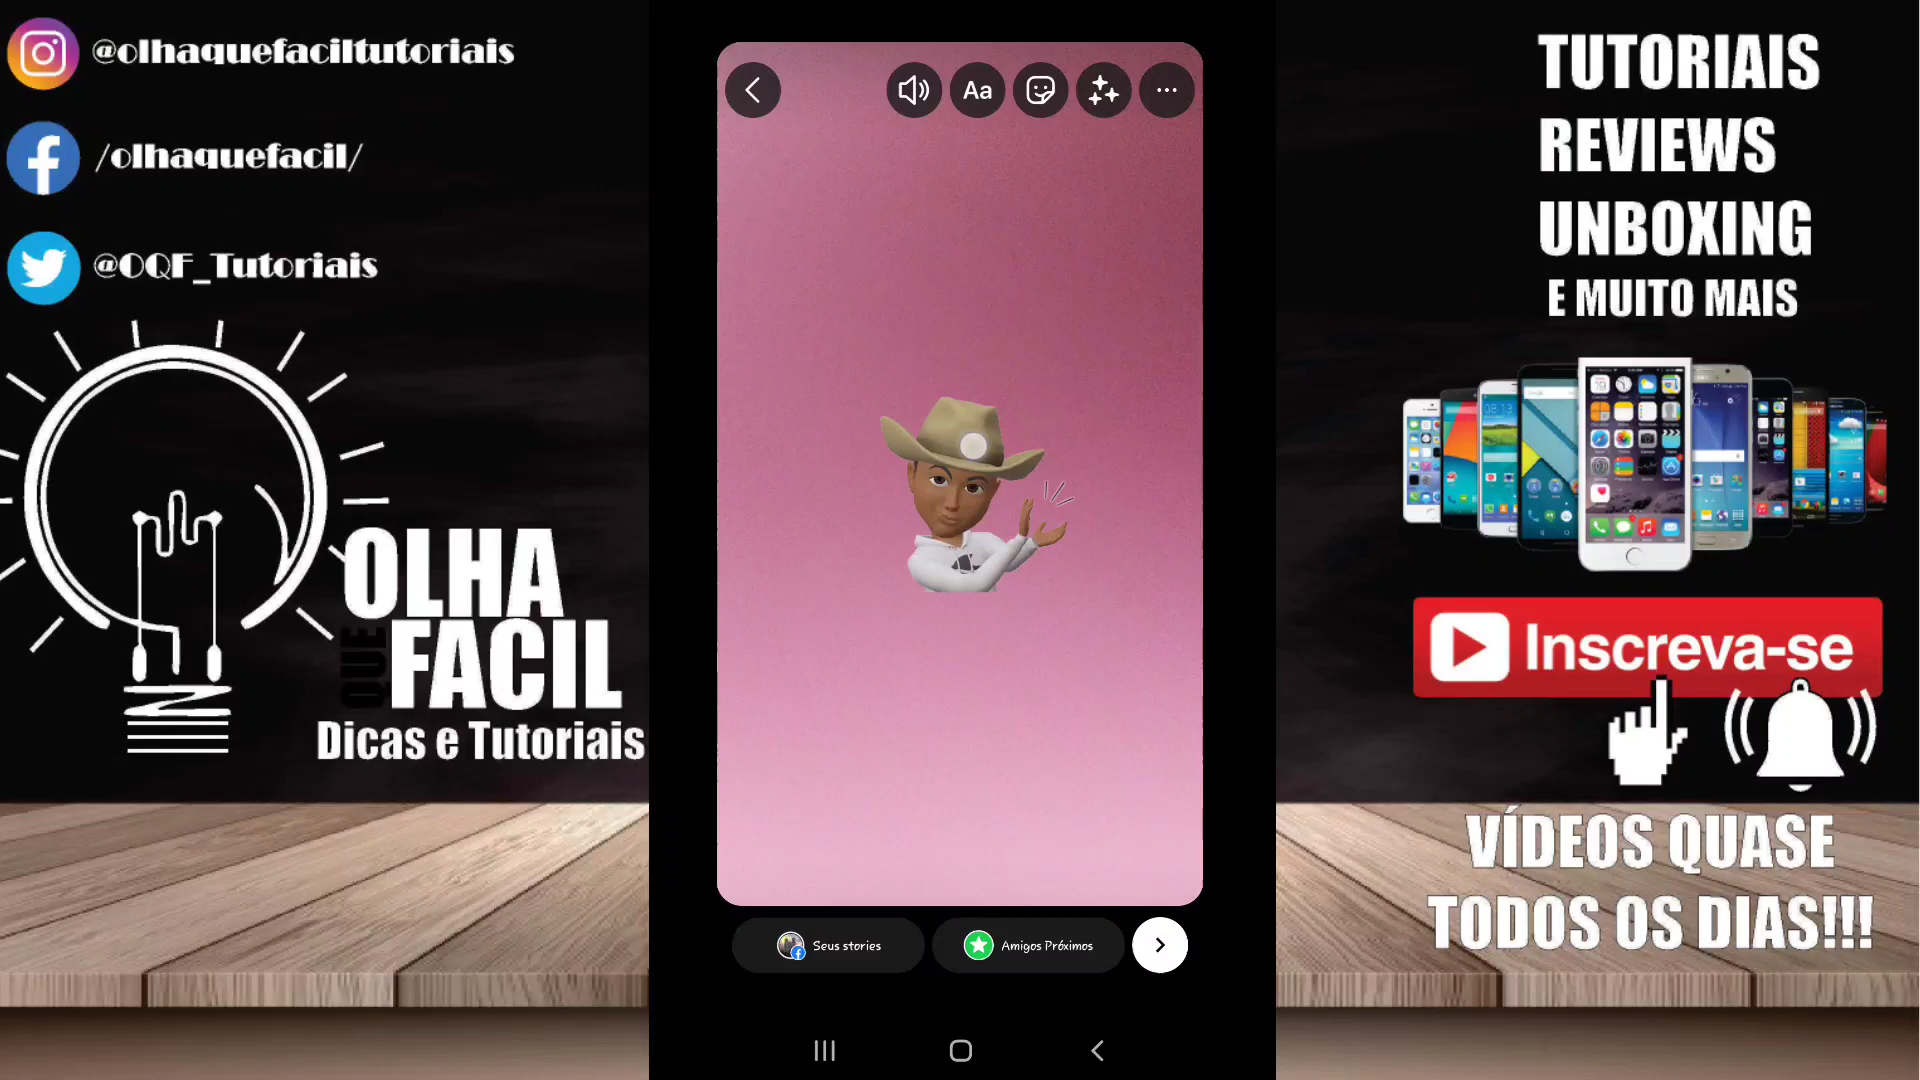 @olhaquefaciltutoriais
/olhaquefacil/
@OQF_Tutoriais
OLHA
QUE
FACIL
Dicas e Tutoriais
Aa
Seus stories
Amigos Próximos
TUTORIAIS
REVIEWS
UNBOXING
E MUITO MAIS
Inscreva-se
VÍDEOS QUASE
TODOS OS DIAS!!!